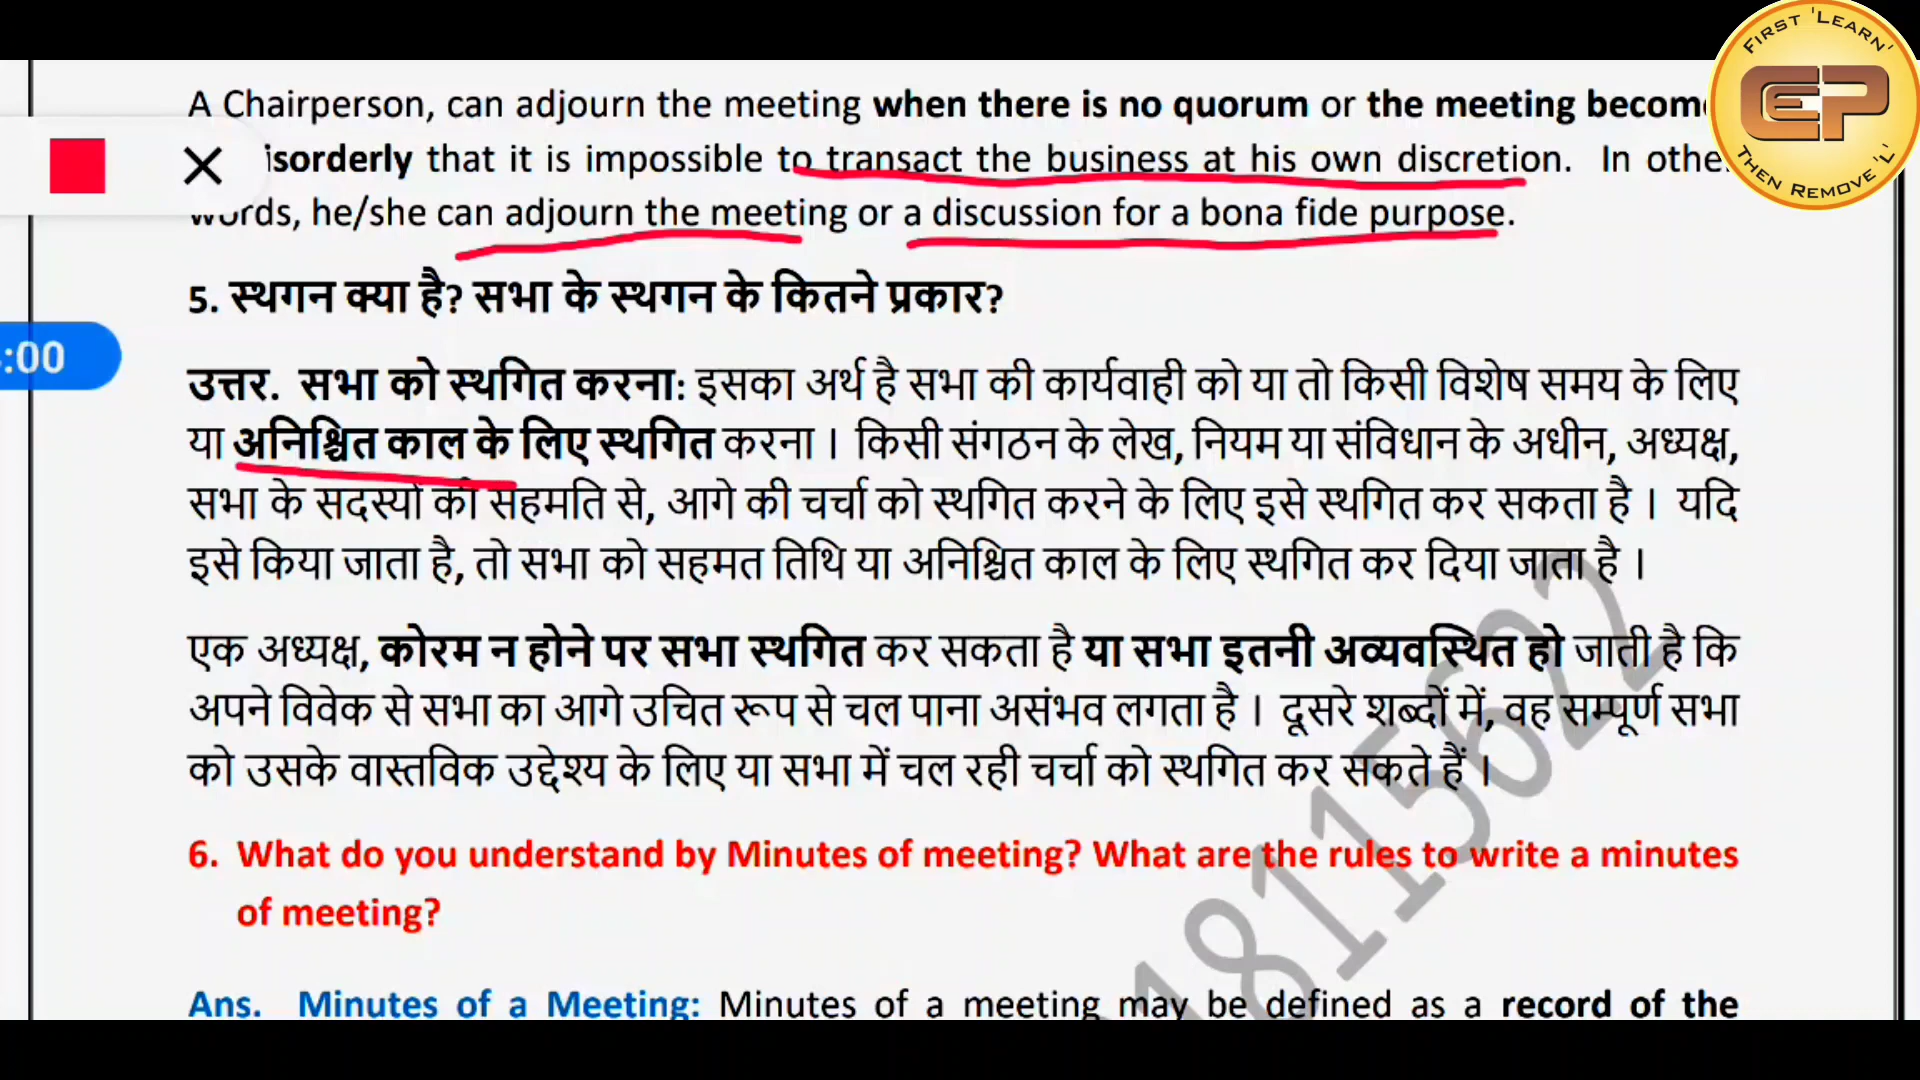 FIRST 'LEARN'
CEP
THEN REMOVE 'L'
A Chairperson, can adjourn the meeting when there is no quorum or the meeting becom
isorderly that it is impossible to transact the business at his own discretion. In othe
words, he/she can adjourn the meeting or a discussion for a bona fide purpose.
5. स्थगन क्या है? सभा के स्थगन के कितने प्रकार?
:00
उत्तर. सभा को स्थगित करना: इसका अर्थ है सभा की कार्यवाही को या तो किसी विशेष समय के लिए
या अनिश्चित काल के लिए स्थगित करना । किसी संगठन के लेख, नियम या संविधान के अधीन, अध्यक्ष,
सभा के सदस्यों की सहमति से, आगे की चर्चा को स्थगित करने के लिए इसे स्थगित कर सकता है । यदि
इसे किया जाता है, तो सभा को सहमत तिथि या अनिश्चित काल के लिए स्थगित कर दिया जाता है ।
एक अध्यक्ष, कोरम न होने पर सभा स्थगित कर सकता है या सभा इतनी अव्यवस्थित हो जाती है कि
अपने विवेक से सभा का आगे उचित रूप से चल पाना असंभव लगता है । दूसरे शब्दों में, वह सम्पूर्ण सभा
को उसके वास्तविक उद्देश्य के लिए या सभा में चल रही चर्चा को स्थगित कर सकते हैं ।
6. What do you understand by Minutes of meeting? What are the rules to write a minutes
of meeting?
Ans. Minutes of a Meeting: Minutes of a meeting may be defined as a record of the
1811562